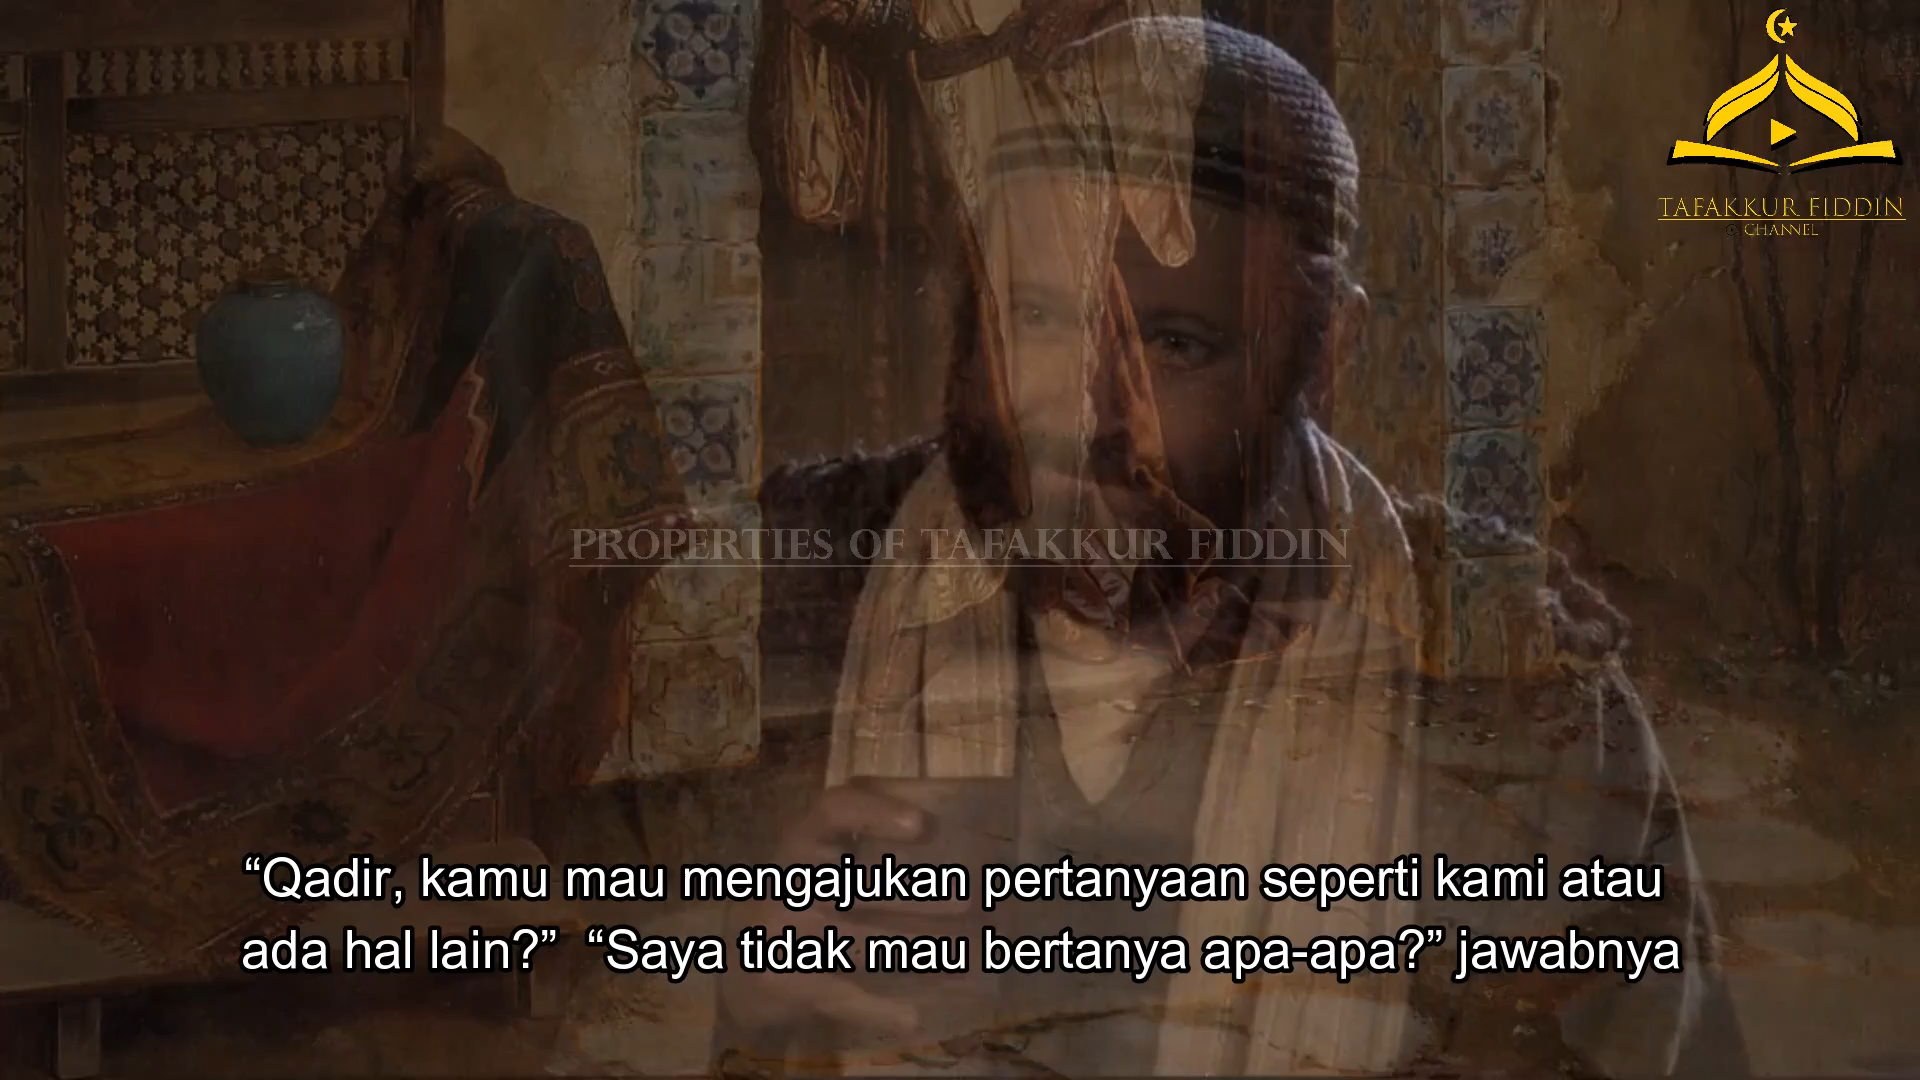 TAFAKKUR FIDDIN
CHANNEL
PROPERTIES OF TAFAKKUR FIDDIN
“Qadir, kamu mau mengajukan pertanyaan seperti kami atau
ada hal lain?” “Saya tidak mau bertanya apa-apa?” jawabnya